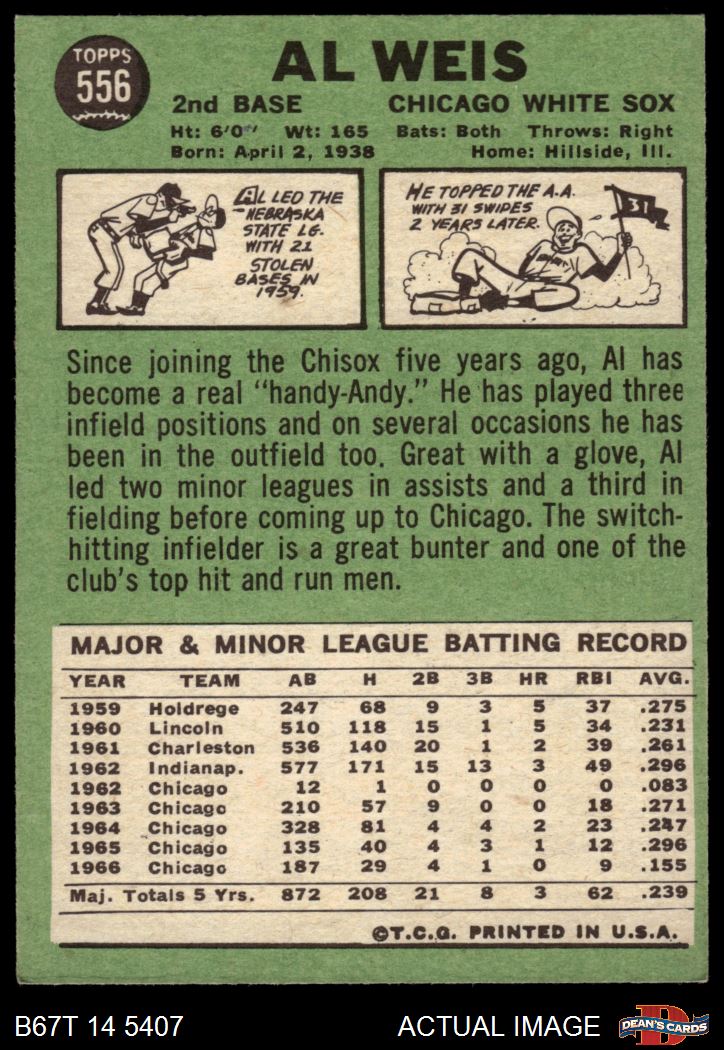 TOPPS
556
AL WEIS
2nd BASE CHICAGO WHITE SOX
Ht: 6'0" Wt: 165 Bats: Both Throws: Right
Born: April 2, 1938 Home: Hillside, Ill.
AL LED THE
NEBRASKA
STATE LG.
WITH 21
STOLEN
BASES IN
1959.
HE TOPPED THE A.A.
WITH 31 SWIPES
2 YEARS LATER.
31
Since joining the Chisox five years ago, Al has
become a real "handy-Andy." He has played three
infield positions and on several occasions he has
been in the outfield too. Great with a glove, Al
led two minor leagues in assists and a third in
fielding before coming up to Chicago. The switch-
hitting infielder is a great bunter and one of the
club's top hit and run men.
MAJOR & MINOR LEAGUE BATTING RECORD
YEAR TEAM AB H 2B 3B HR RBI AVG.
1959 Holdrege 247 68 9 3 5 37 .275
1960 Lincoln 510 118 15 1 5 34 .231
1961 Charleston 536 140 20 1 2 39 .261
1962 Indianap. 577 171 15 13 3 49 .296
1962 Chicago 12 1 0 0 0 0 .083
1963 Chicago 210 57 9 0 0 18 .271
1964 Chicago 328 81 4 4 2 23 .247
1965 Chicago 135 40 4 3 1 12 .296
1966 Chicago 187 29 4 1 0 9 .155
Maj. Totals 5 Yrs. 872 208 21 8 3 62 .239
©T.C.G. PRINTED IN U.S.A.
B67T 14 5407 ACTUAL IMAGE
D
DEAN'S CARDS